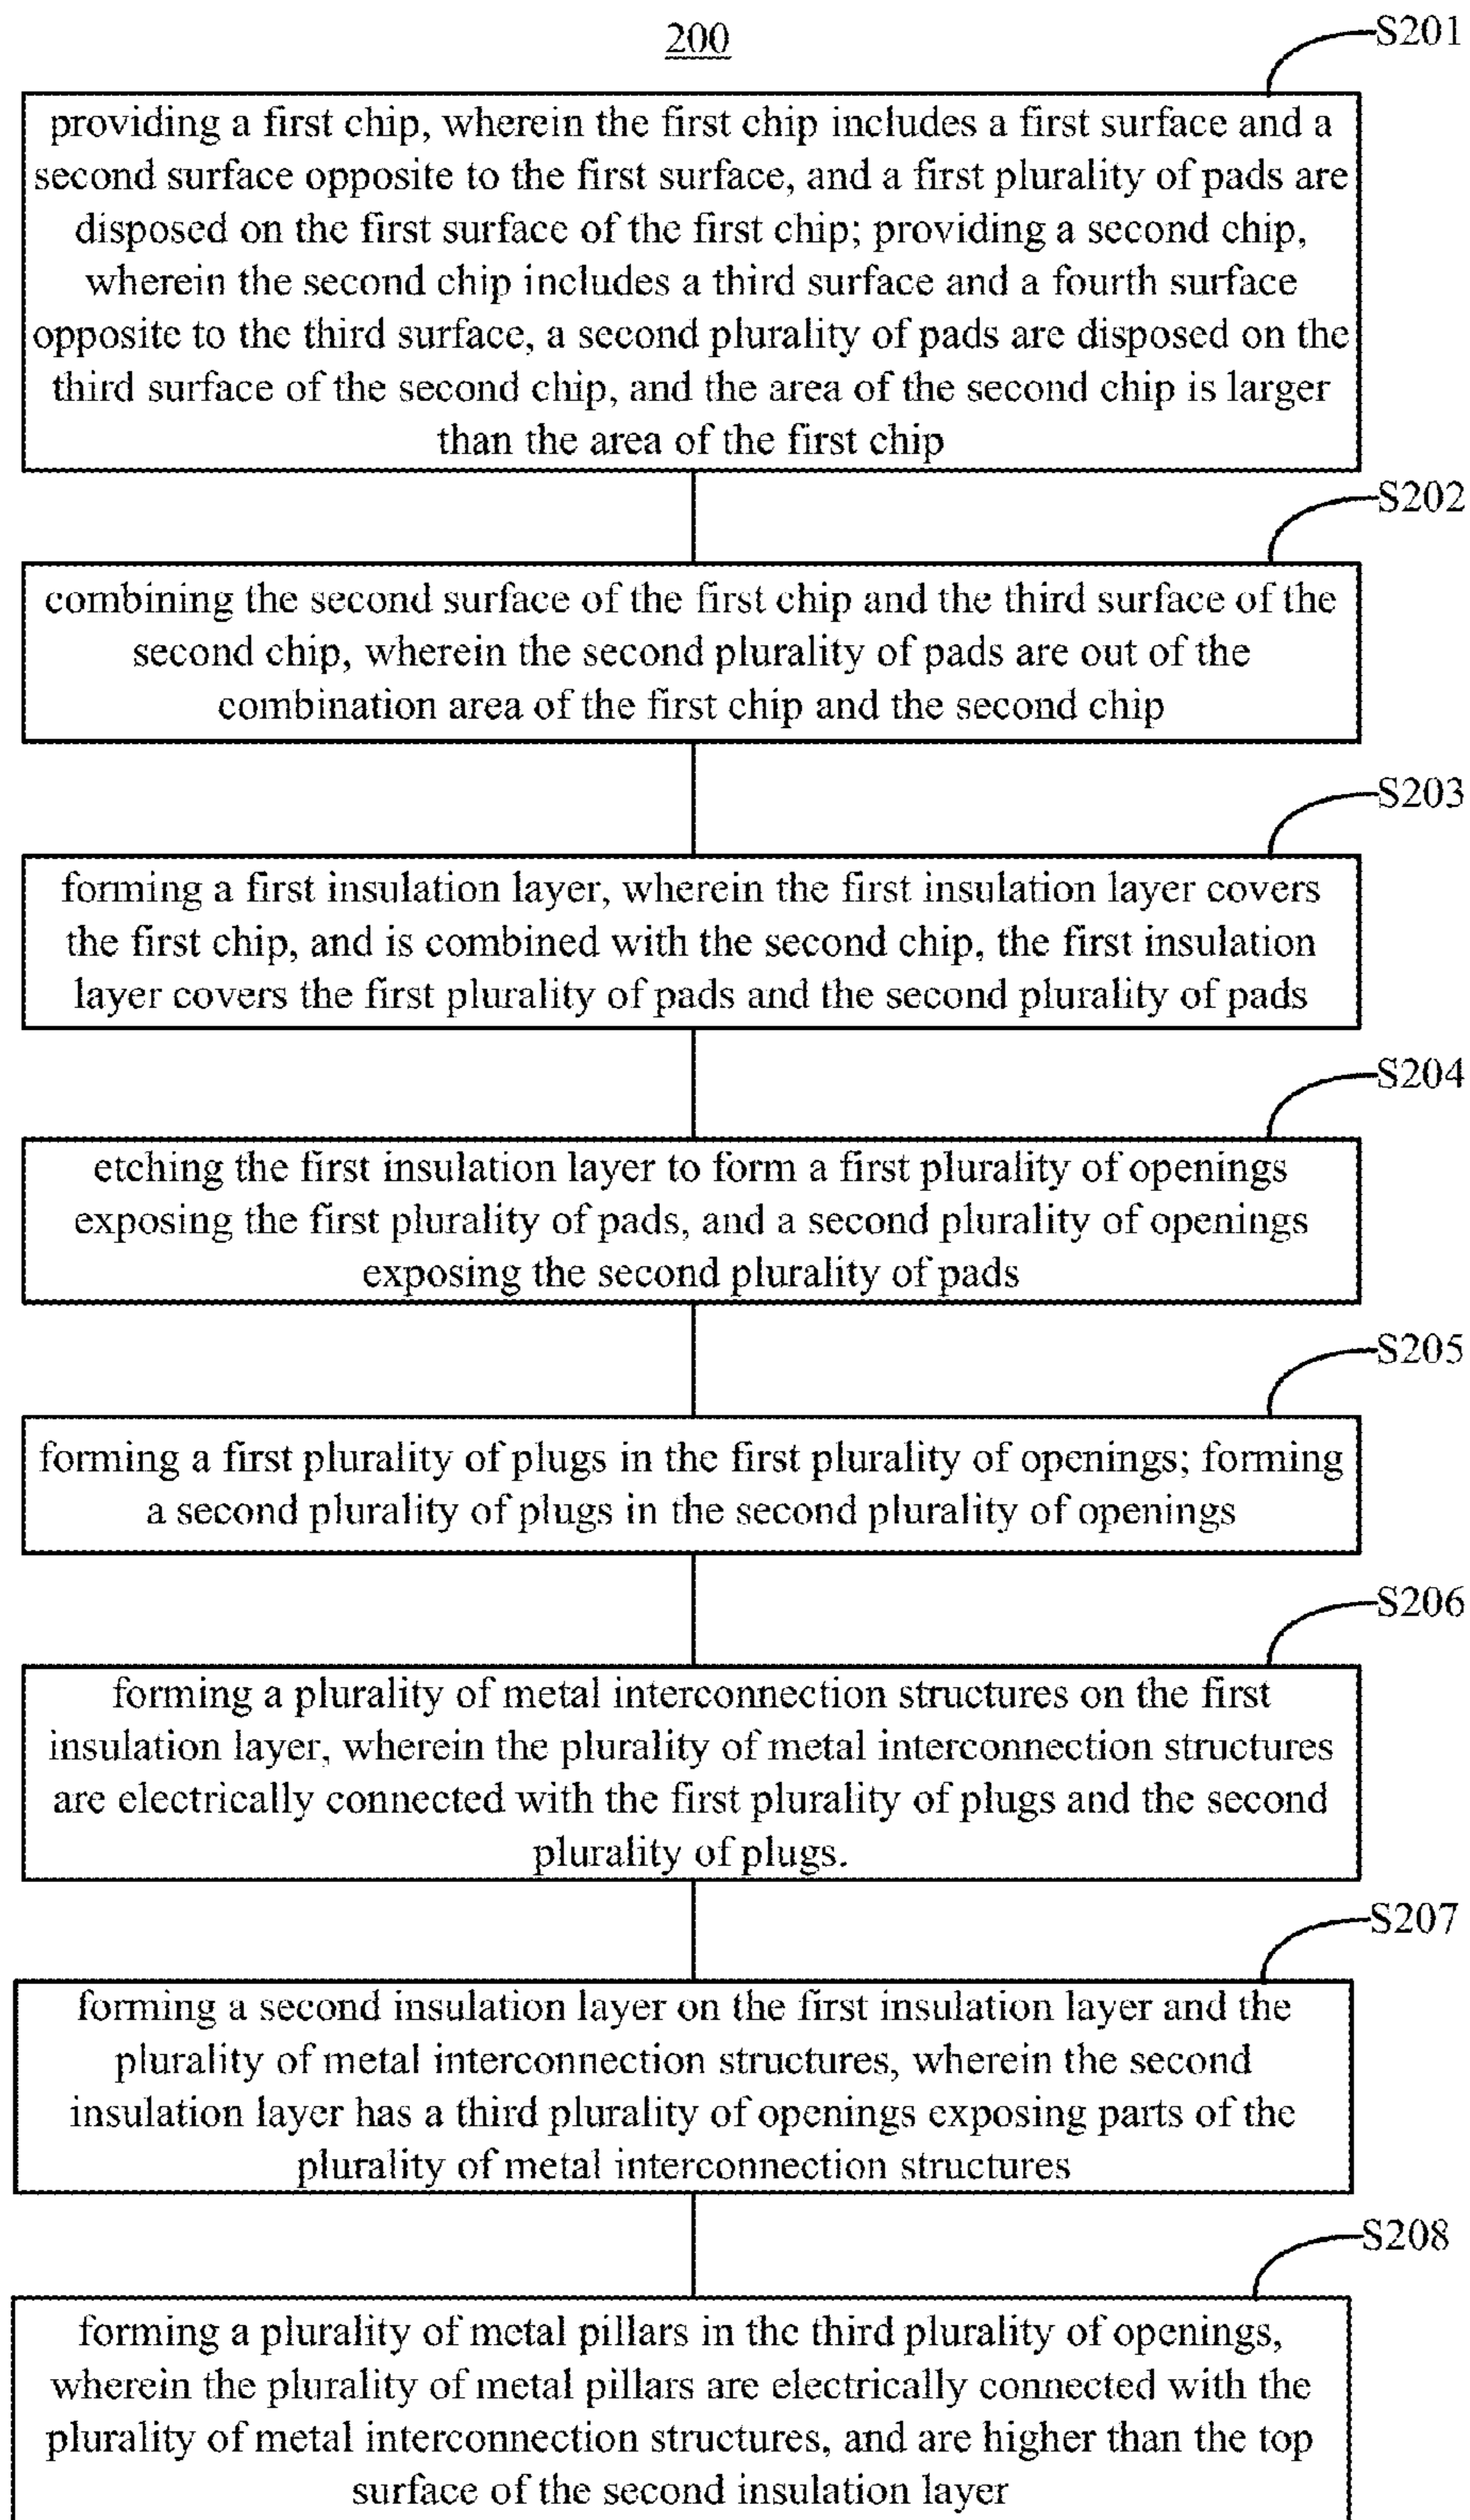 200
S201
providing a first chip, wherein the first chip includes a first surface and a
second surface opposite to the first surface, and a first plurality of pads are
disposed on the first surface of the first chip; providing a second chip,
wherein the second chip includes a third surface and a fourth surface
opposite to the third surface, a second plurality of pads are disposed on the
third surface of the second chip, and the area of the second chip is larger
than the area of the first chip
S202
combining the second surface of the first chip and the third surface of the
second chip, wherein the second plurality of pads are out of the
combination area of the first chip and the second chip
S203
forming a first insulation layer, wherein the first insulation layer covers
the first chip, and is combined with the second chip, the first insulation
layer covers the first plurality of pads and the second plurality of pads
S204
etching the first insulation layer to form a first plurality of openings
exposing the first plurality of pads, and a second plurality of openings
exposing the second plurality of pads
S205
forming a first plurality of plugs in the first plurality of openings; forming
a second plurality of plugs in the second plurality of openings
S206
forming a plurality of metal interconnection structures on the first
insulation layer, wherein the plurality of metal interconnection structures
are electrically connected with the first plurality of plugs and the second
plurality of plugs.
S207
forming a second insulation layer on the first insulation layer and the
plurality of metal interconnection structures, wherein the second
insulation layer has a third plurality of openings exposing parts of the
plurality of metal interconnection structures
S208
forming a plurality of metal pillars in the third plurality of openings,
wherein the plurality of metal pillars are electrically connected with the
plurality of metal interconnection structures, and are higher than the top
surface of the second insulation layer